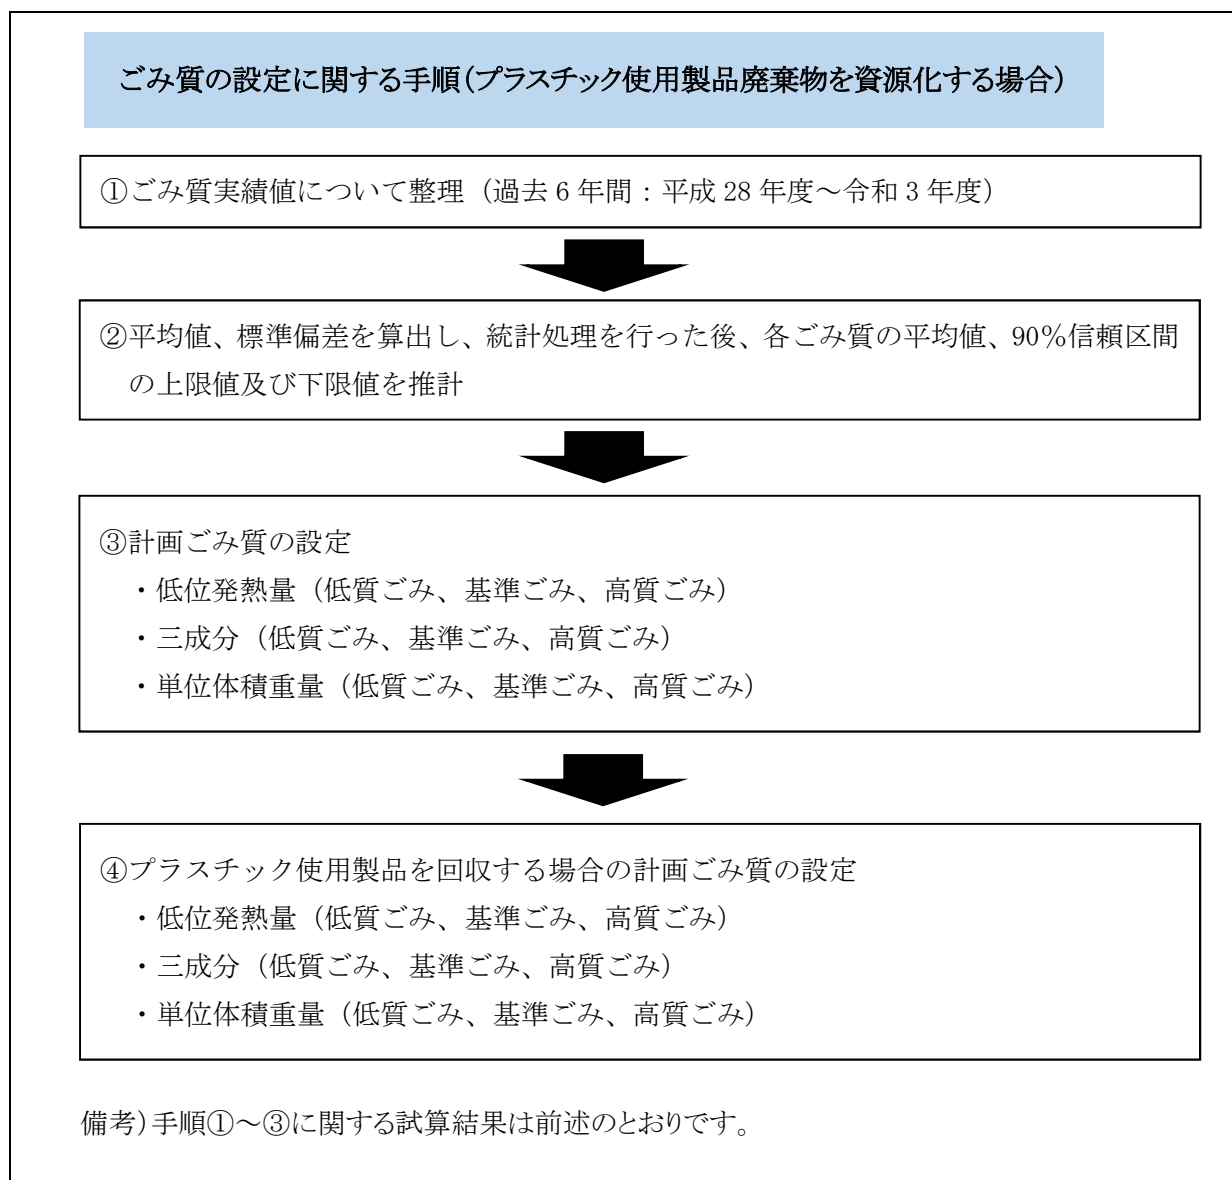 ごみ質の設定に関する手順(プラスチック使用製品廃棄物を資源化する場合)
①ごみ質実績値について整理（過去 6 年間：平成 28 年度～令和 3 年度）
②平均値、標準偏差を算出し、統計処理を行った後、各ごみ質の平均値、90％信頼区間
の上限値及び下限値を推計
③計画ごみ質の設定
・低位発熱量（低質ごみ、基準ごみ、高質ごみ）
・三成分（低質ごみ、基準ごみ、高質ごみ）
・単位体積重量（低質ごみ、基準ごみ、高質ごみ）
④プラスチック使用製品を回収する場合の計画ごみ質の設定
・低位発熱量（低質ごみ、基準ごみ、高質ごみ）
・三成分（低質ごみ、基準ごみ、高質ごみ）
・単位体積重量（低質ごみ、基準ごみ、高質ごみ）
備考)手順①～③に関する試算結果は前述のとおりです。